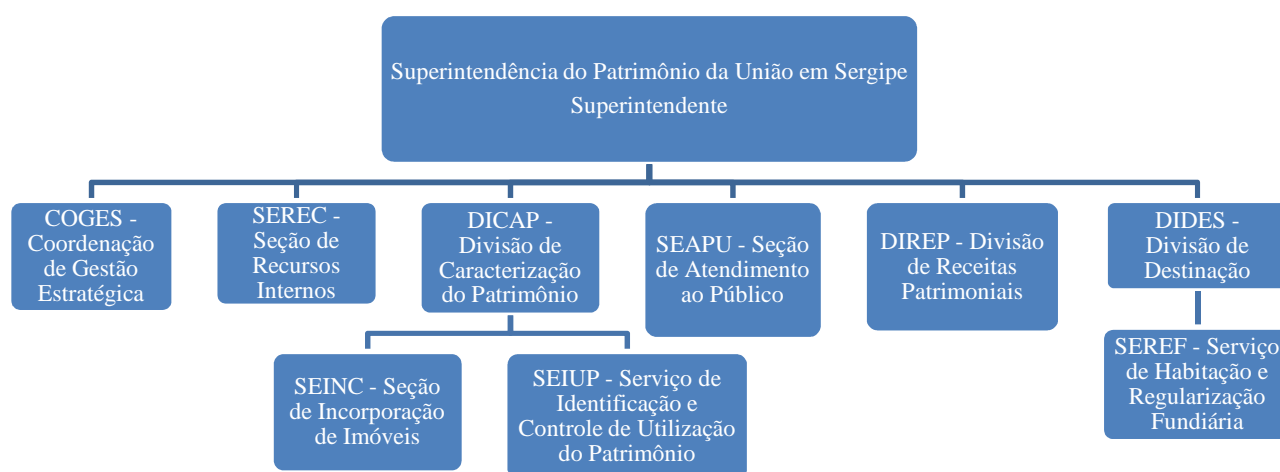 Superintendência do Patrimônio da União em Sergipe
Superintendente
COGES -
Coordenação
de Gestão
Estratégica
SEREC -
Seção de
Recursos
Internos
DICAP -
Divisão de
Caracterização
do Patrimônio
SEAPU - Seção
de Atendimento
ao Público
DIREP - Divisão
de Receitas
Patrimoniais
DIDES -
Divisão de
Destinação
SEINC - Seção
de Incorporação
de Imóveis
SEIUP - Serviço de
Identificação e
Controle de Utilização
do Patrimônio
SEREF - Serviço
de Habitação e
Regularização
Fundiária